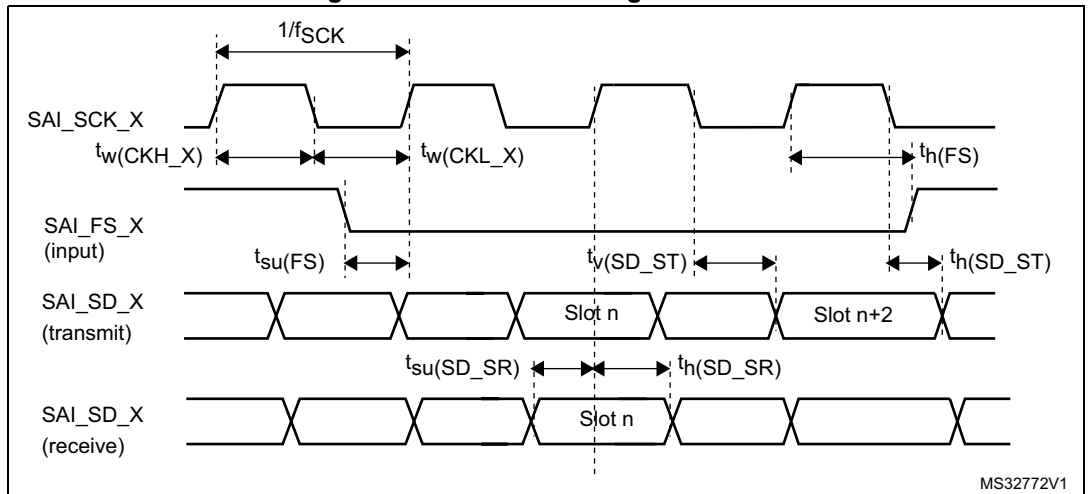 1/fSCK
SAI_SCK_X
tw(CKH_X)
tw(CKL_X)
th(FS)
SAI_FS_X
(input)
tsu(FS)
tv(SD_ST)
th(SD_ST)
SAI_SD_X
(transmit)
Slot n
Slot n+2
tsu(SD_SR)
th(SD_SR)
SAI_SD_X
(receive)
Slot n
MS32772V1